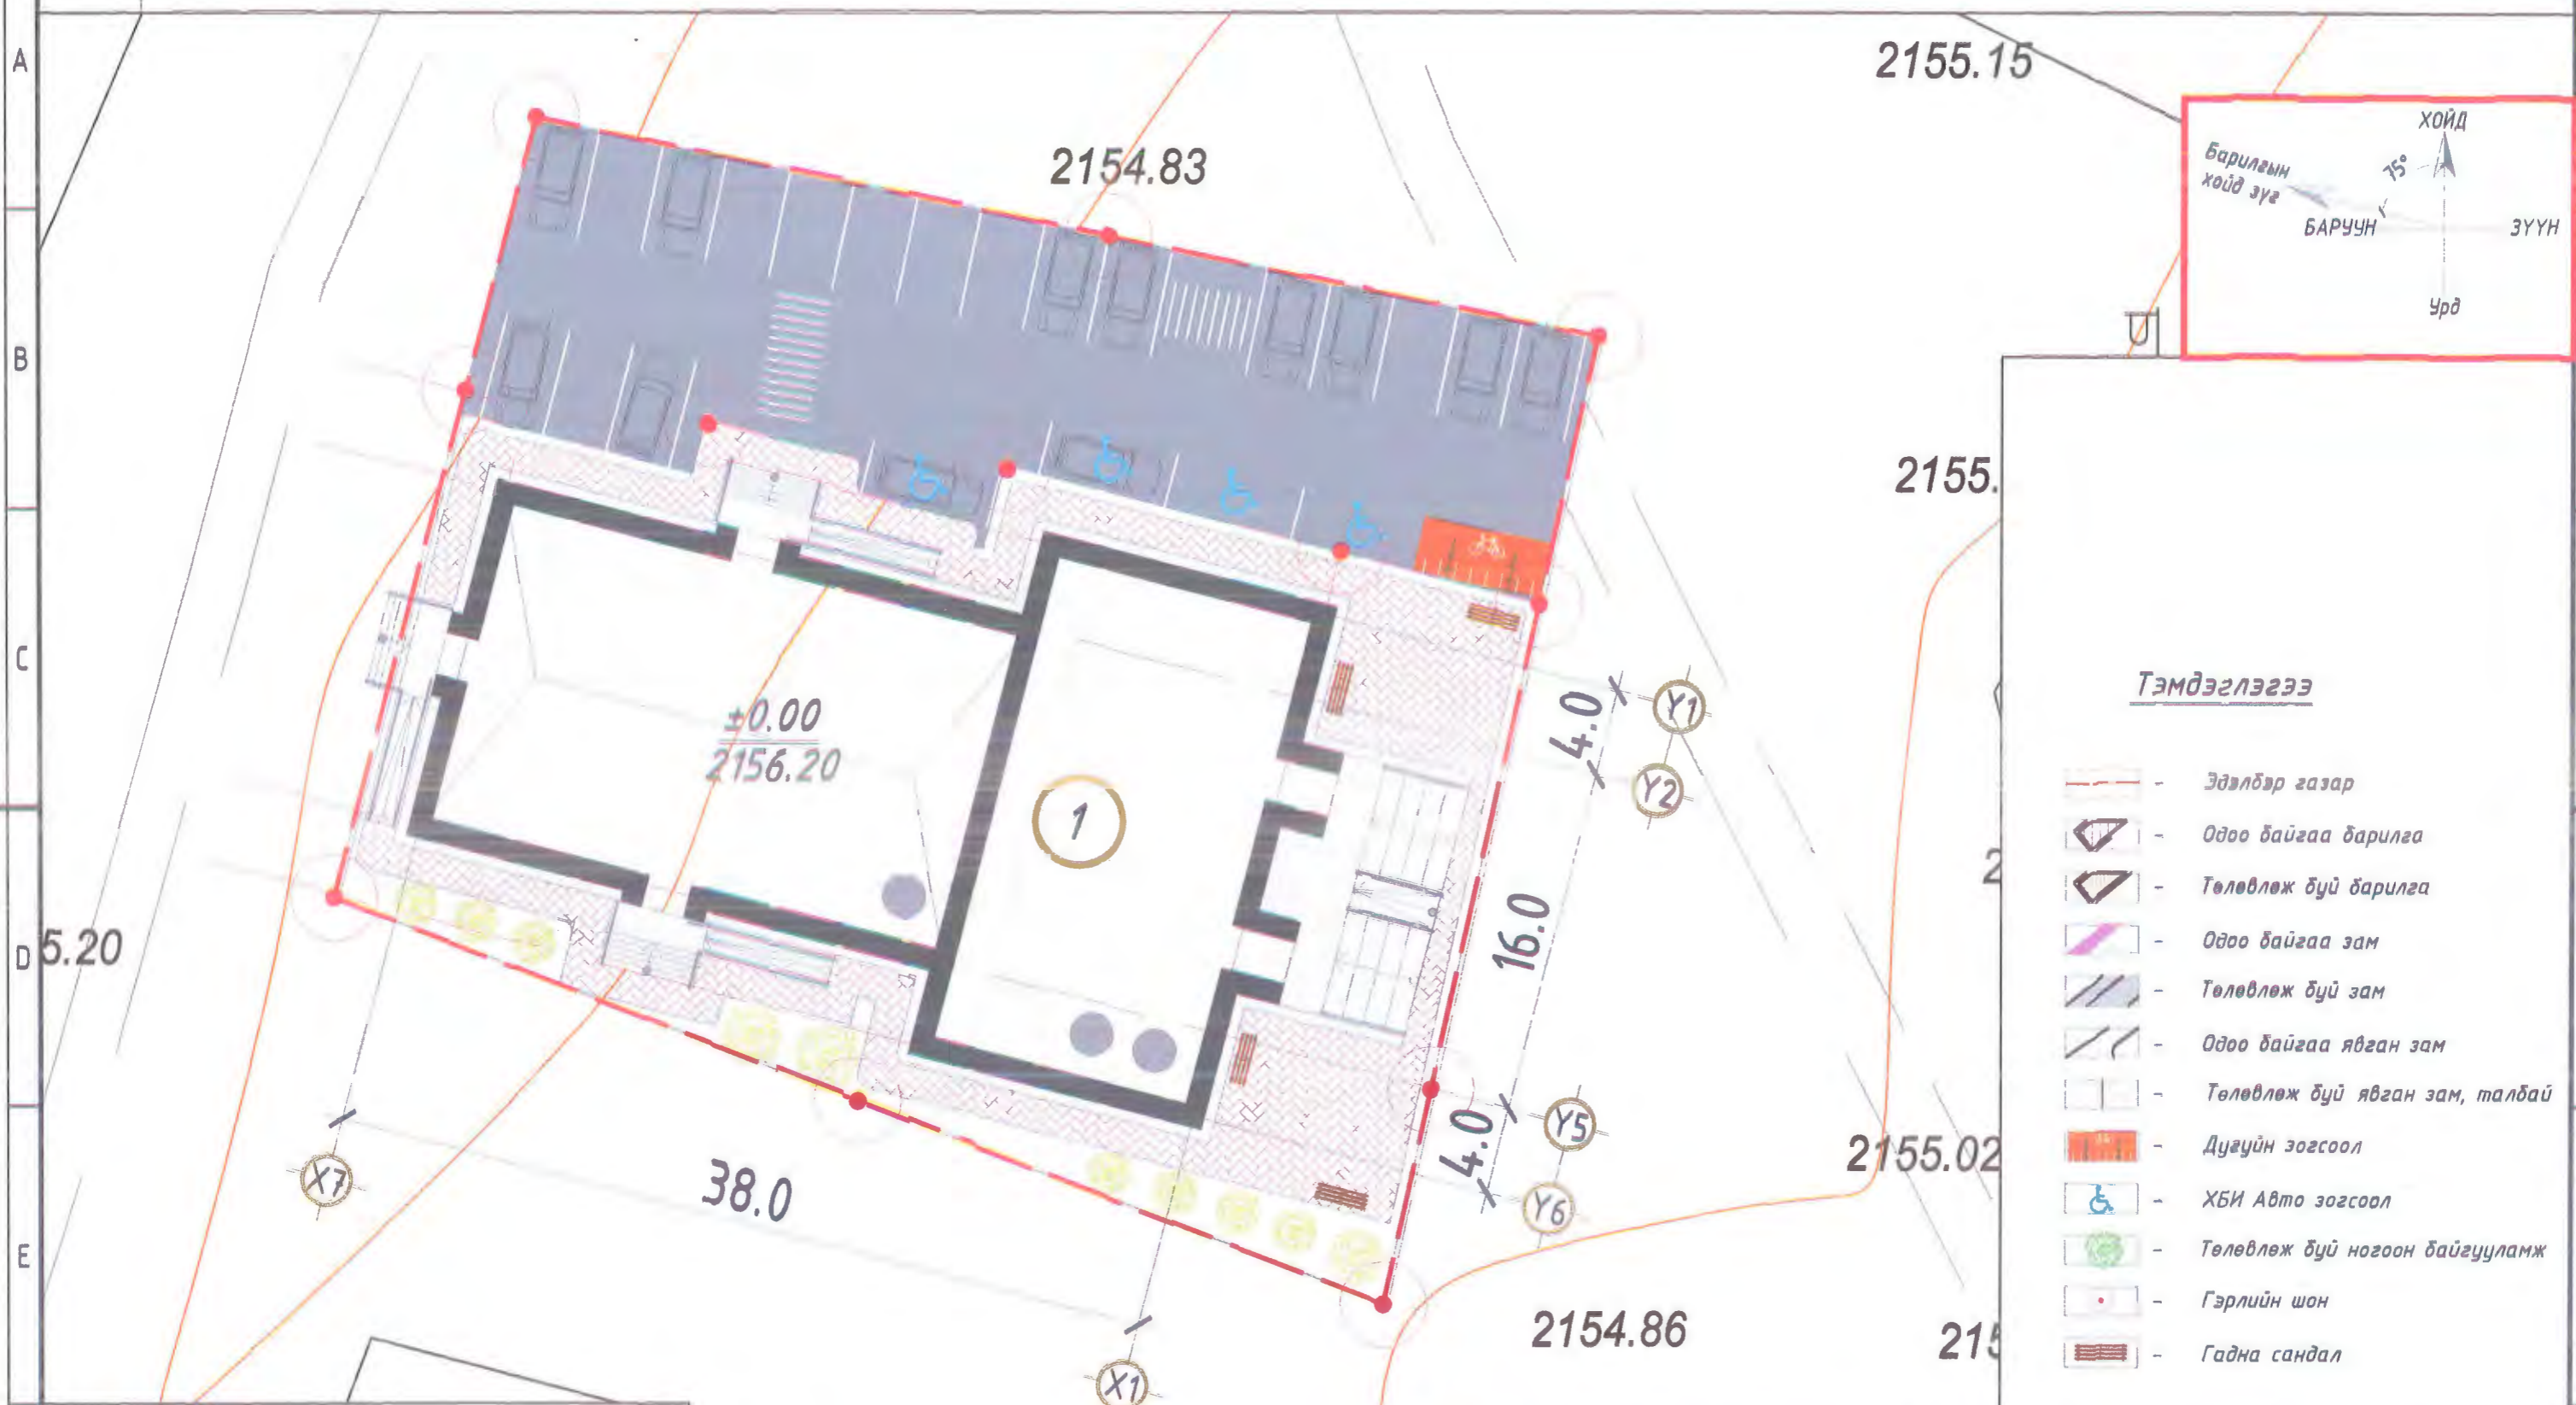 A
B
C
D
E
2155.15
2154.83
ХОЙД
75°
Барилгын
хойд зүг
БАРУУН
ЗҮҮН
Урд
2155.
±0.00
2156.20
1
4.0
Y1
Y2
16.0
4.0
Y5
Y6
5.20
38.0
X7
X1
2155.02
2154.86
Тэмдэглэгээ
- Эдэлбэр газар
- Одоо байгаа барилга
- Төлөвлөж буй барилга
- Одоо байгаа зам
- Төлөвлөж буй зам
- Одоо байгаа явган зам
- Төлөвлөж буй явган зам, талбай
- Дугуйн зогсоол
- ХБИ Авто зогсоол
- Төлөвлөж буй ногоон байгууламж
- Гэрлийн шон
- Гадна сандал